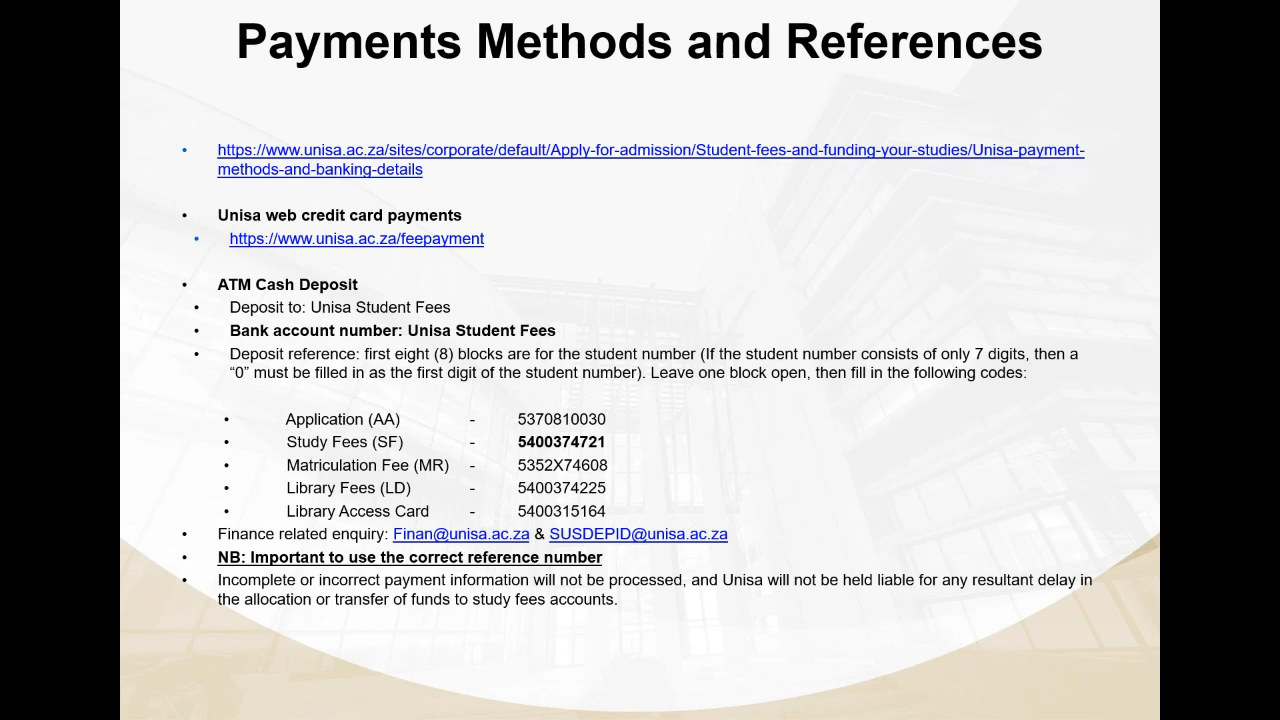 Payments Methods and References
• https://www.unisa.ac.za/sites/corporate/default/Apply-for-admission/Student-fees-and-funding-your-studies/Unisa-payment-
methods-and-banking-details
• Unisa web credit card payments
• https://www.unisa.ac.za/feepayment
• ATM Cash Deposit
• Deposit to: Unisa Student Fees
• Bank account number: Unisa Student Fees
• Deposit reference: first eight (8) blocks are for the student number (If the student number consists of only 7 digits, then a
“0” must be filled in as the first digit of the student number). Leave one block open, then fill in the following codes:
• Application (AA) - 5370810030
• Study Fees (SF) - 5400374721
• Matriculation Fee (MR) - 5352X74608
• Library Fees (LD) - 5400374225
• Library Access Card - 5400315164
• Finance related enquiry: Finan@unisa.ac.za & SUSDEPID@unisa.ac.za
• NB: Important to use the correct reference number
• Incomplete or incorrect payment information will not be processed, and Unisa will not be held liable for any resultant delay in
the allocation or transfer of funds to study fees accounts.